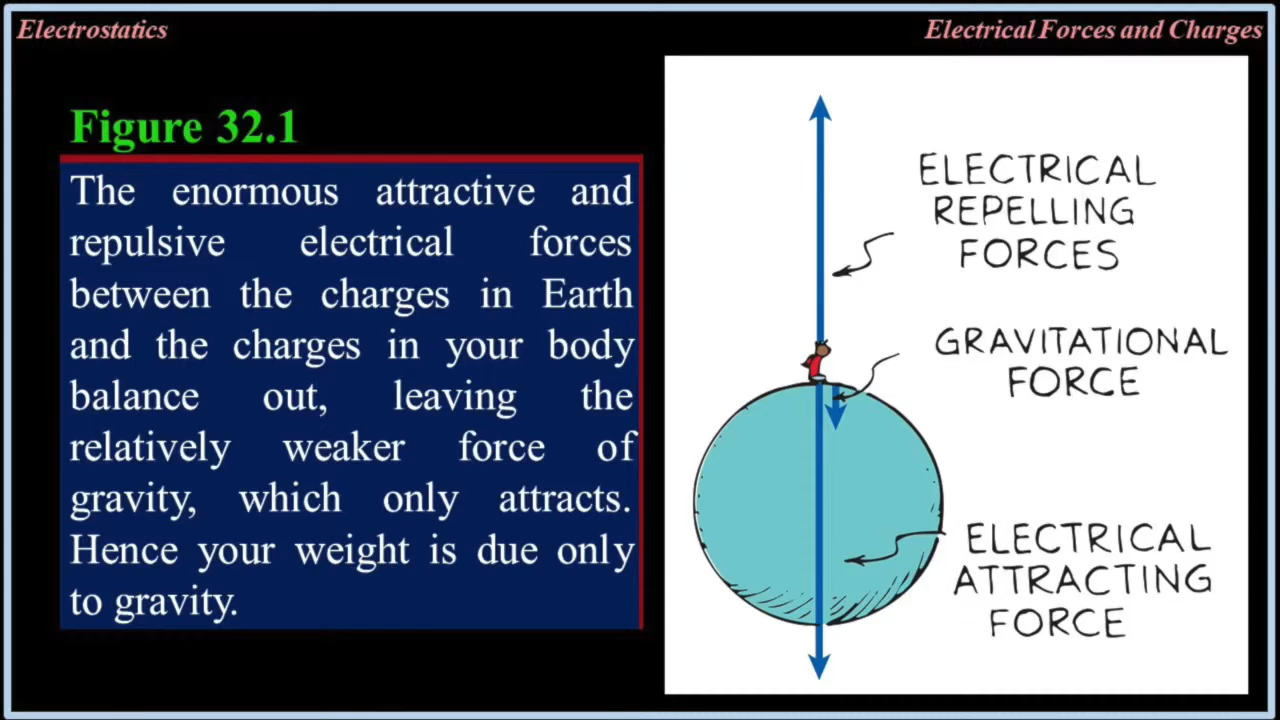 Electrostatics
Electrical Forces and Charges
Figure 32.1
The enormous attractive and
repulsive electrical forces
between the charges in Earth
and the charges in your body
balance out, leaving the
relatively weaker force of
gravity, which only attracts.
Hence your weight is due only
to gravity.
ELECTRICAL
REPELLING
FORCES
GRAVITATIONAL
FORCE
ELECTRICAL
ATTRACTING
FORCE